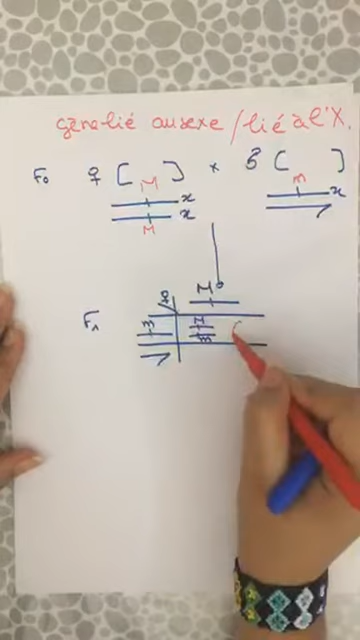 gène lié au sexe / lié à l'X.
F₀ ♀ [ ] × ♂ [ ]
M m
x x
x
M
M
♀
F₁ m M
m